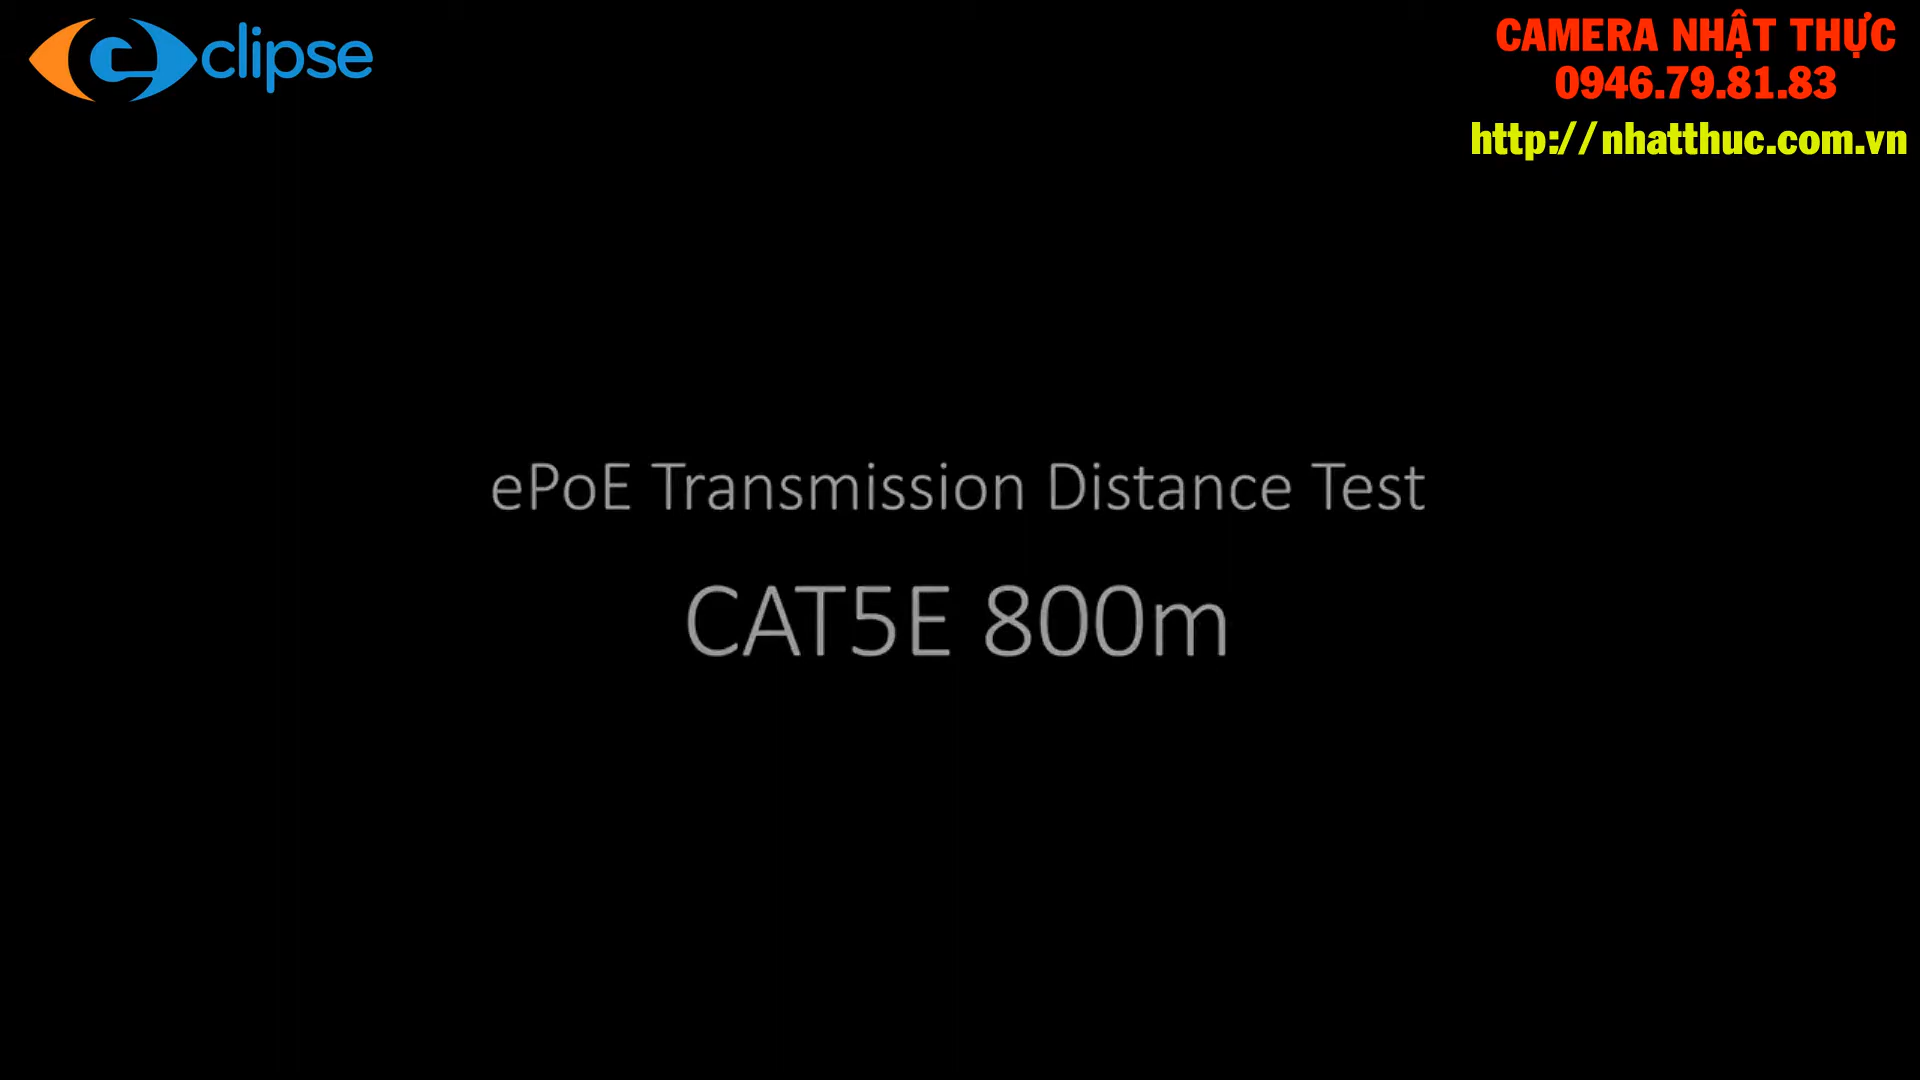 eclipse
CAMERA NHẬT THỰC
0946.79.81.83
http://nhatthuc.com.vn
ePoE Transmission Distance Test
CAT5E 800m